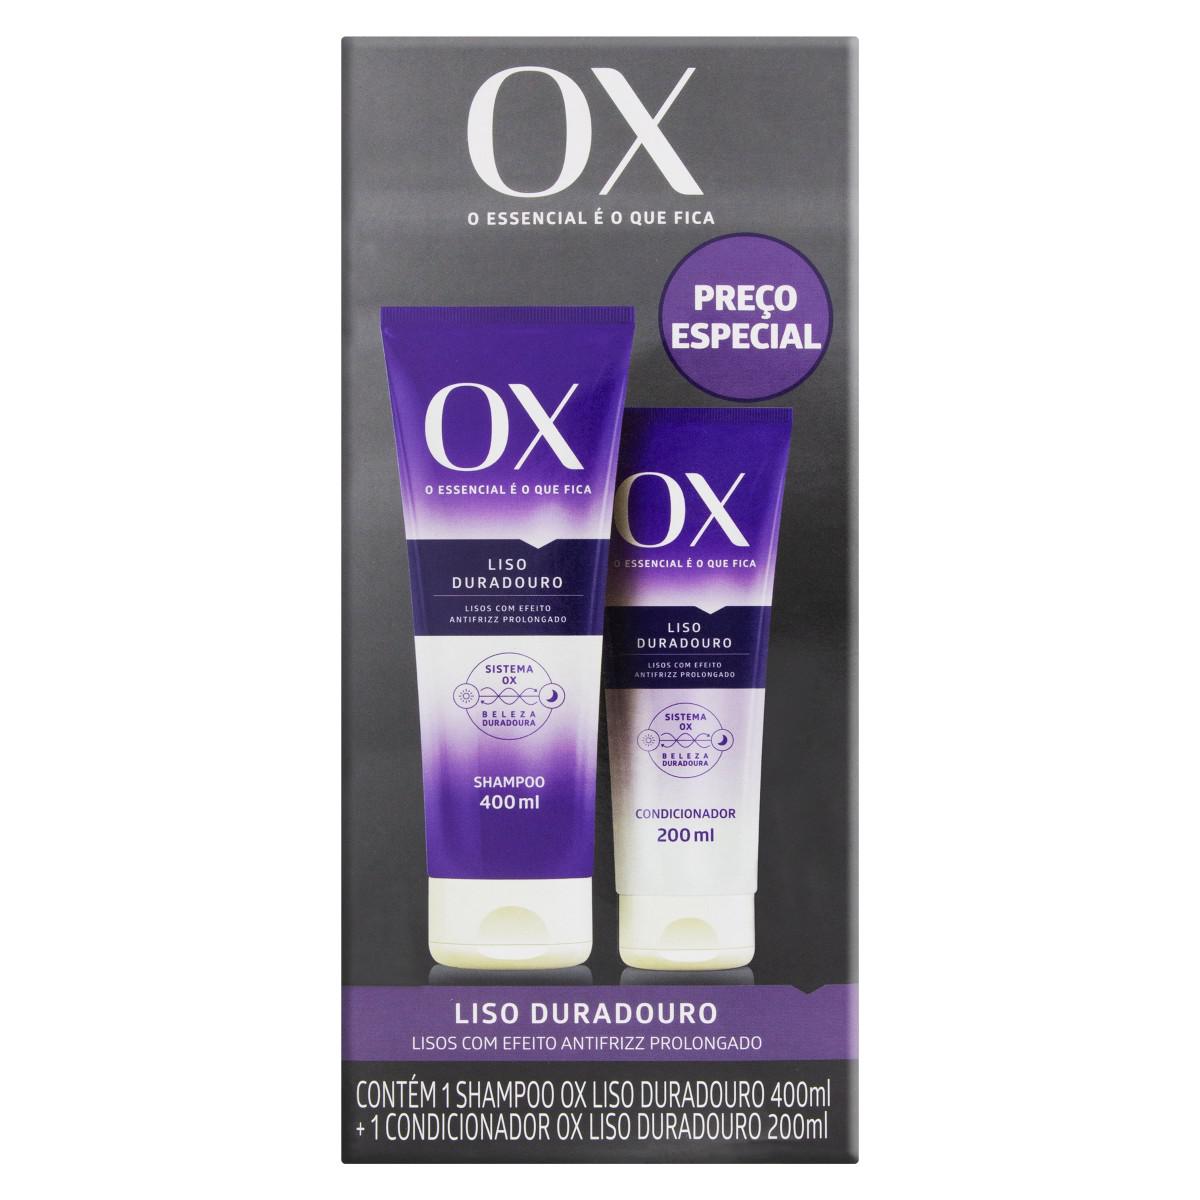 OX
O ESSENCIAL É O QUE FICA
PREÇO
ESPECIAL
OX
O ESSENCIAL É O QUE FICA
LISO
DURADOURO
LISOS COM EFEITO
ANTIFRIZZ PROLONGADO
SISTEMA
OX
BELEZA
DURADOURA
SHAMPOO
400 ml
OX
O ESSENCIAL É O QUE FICA
LISO
DURADOURO
LISOS COM EFEITO
ANTIFRIZZ PROLONGADO
SISTEMA
OX
BELEZA
DURADOURA
CONDICIONADOR
200 ml
LISO DURADOURO
LISOS COM EFEITO ANTIFRIZZ PROLONGADO
CONTÉM 1 SHAMPOO OX LISO DURADOURO 400ml
+ 1 CONDICIONADOR OX LISO DURADOURO 200ml